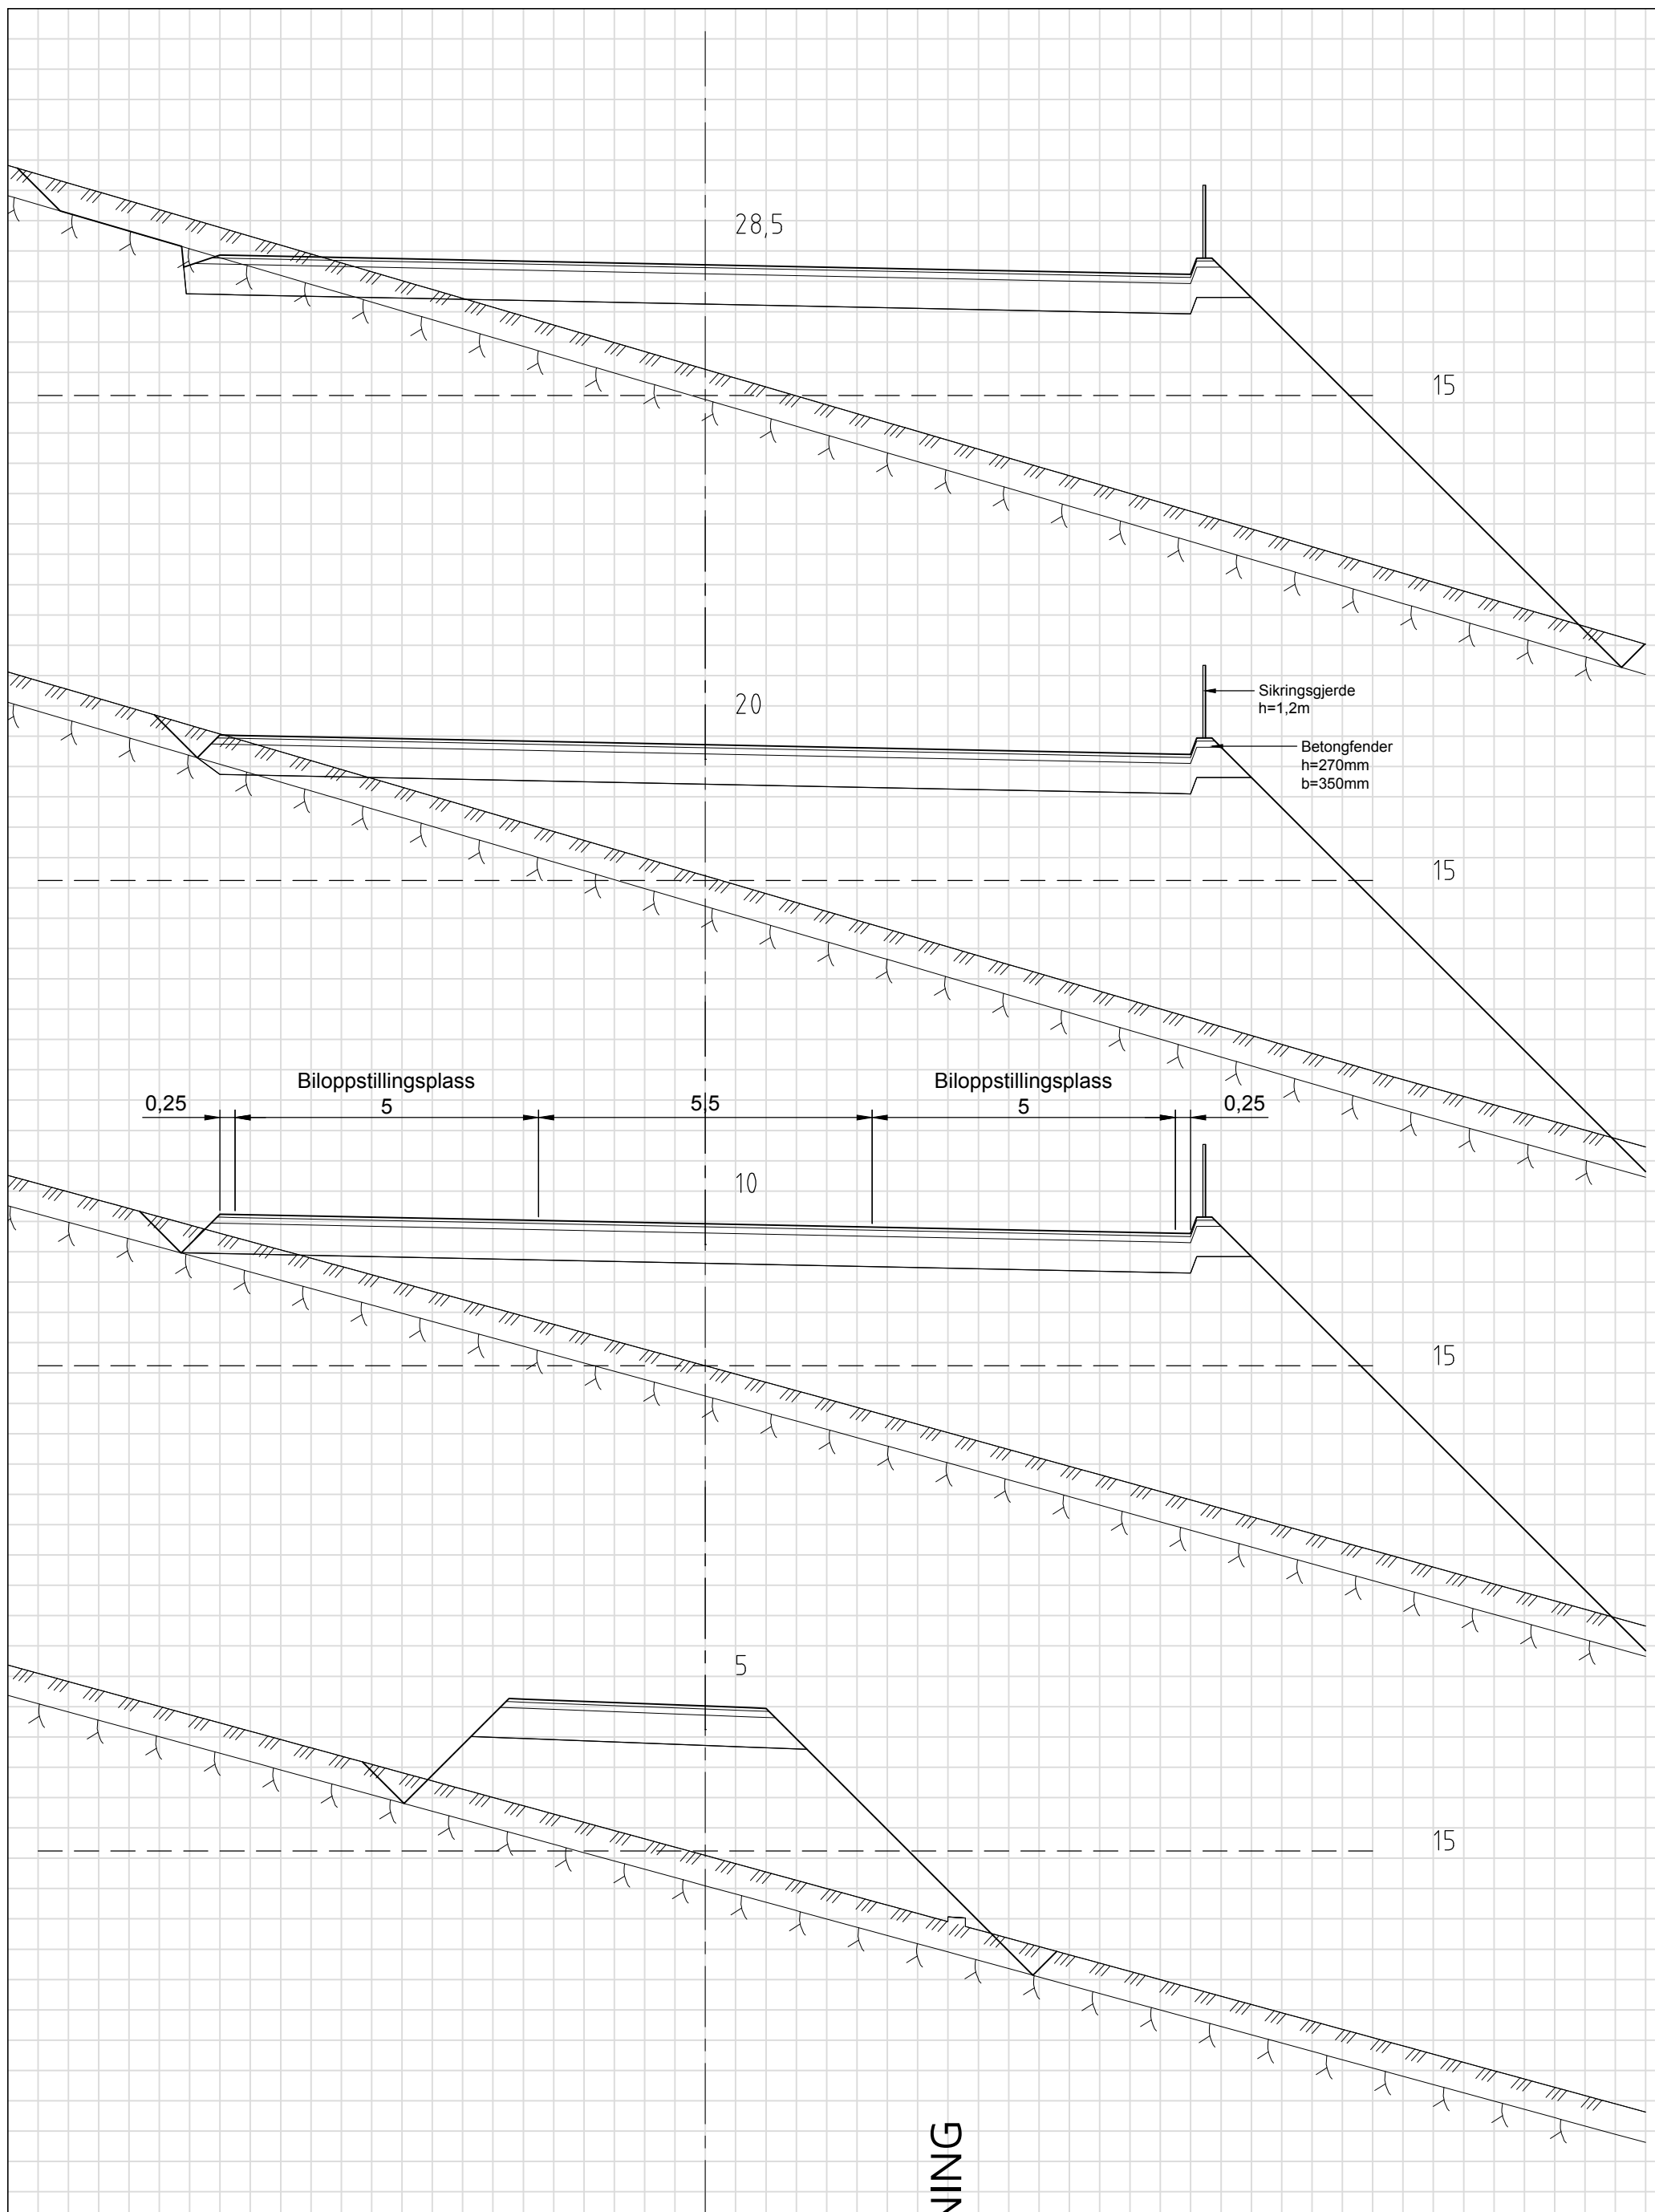 28,5
15
20
Sikringsgjerde
h=1,2m
Betongfender
h=270mm
b=350mm
15
Biloppstillingsplass
Biloppstillingsplass
0,25 5 5,5 5 0,25
10
15
5
15
NING